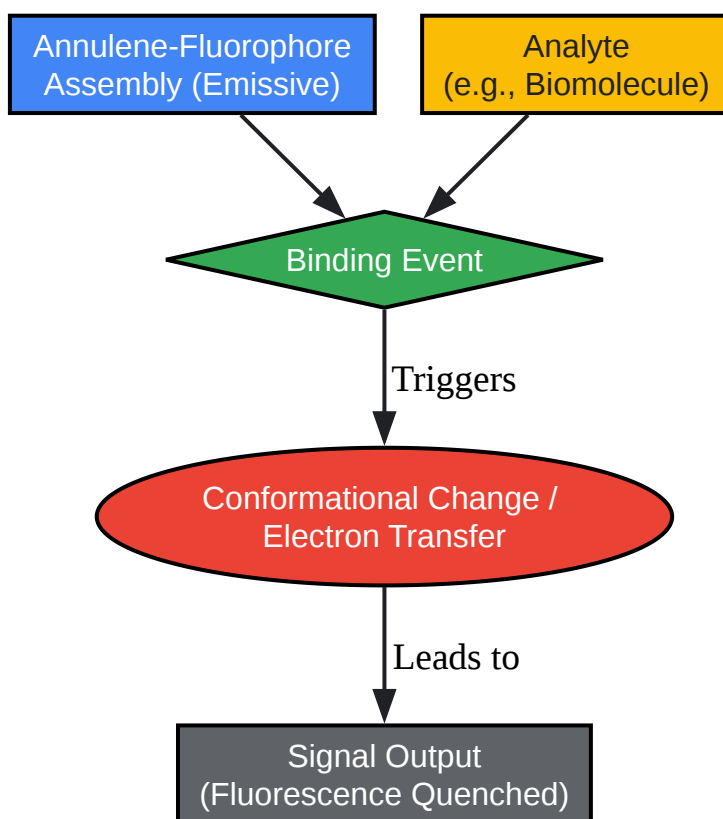 Annulene-Fluorophore
Assembly (Emissive)
Analyte
(e.g., Biomolecule)
Binding Event
Triggers
Conformational Change /
Electron Transfer
Leads to
Signal Output
(Fluorescence Quenched)